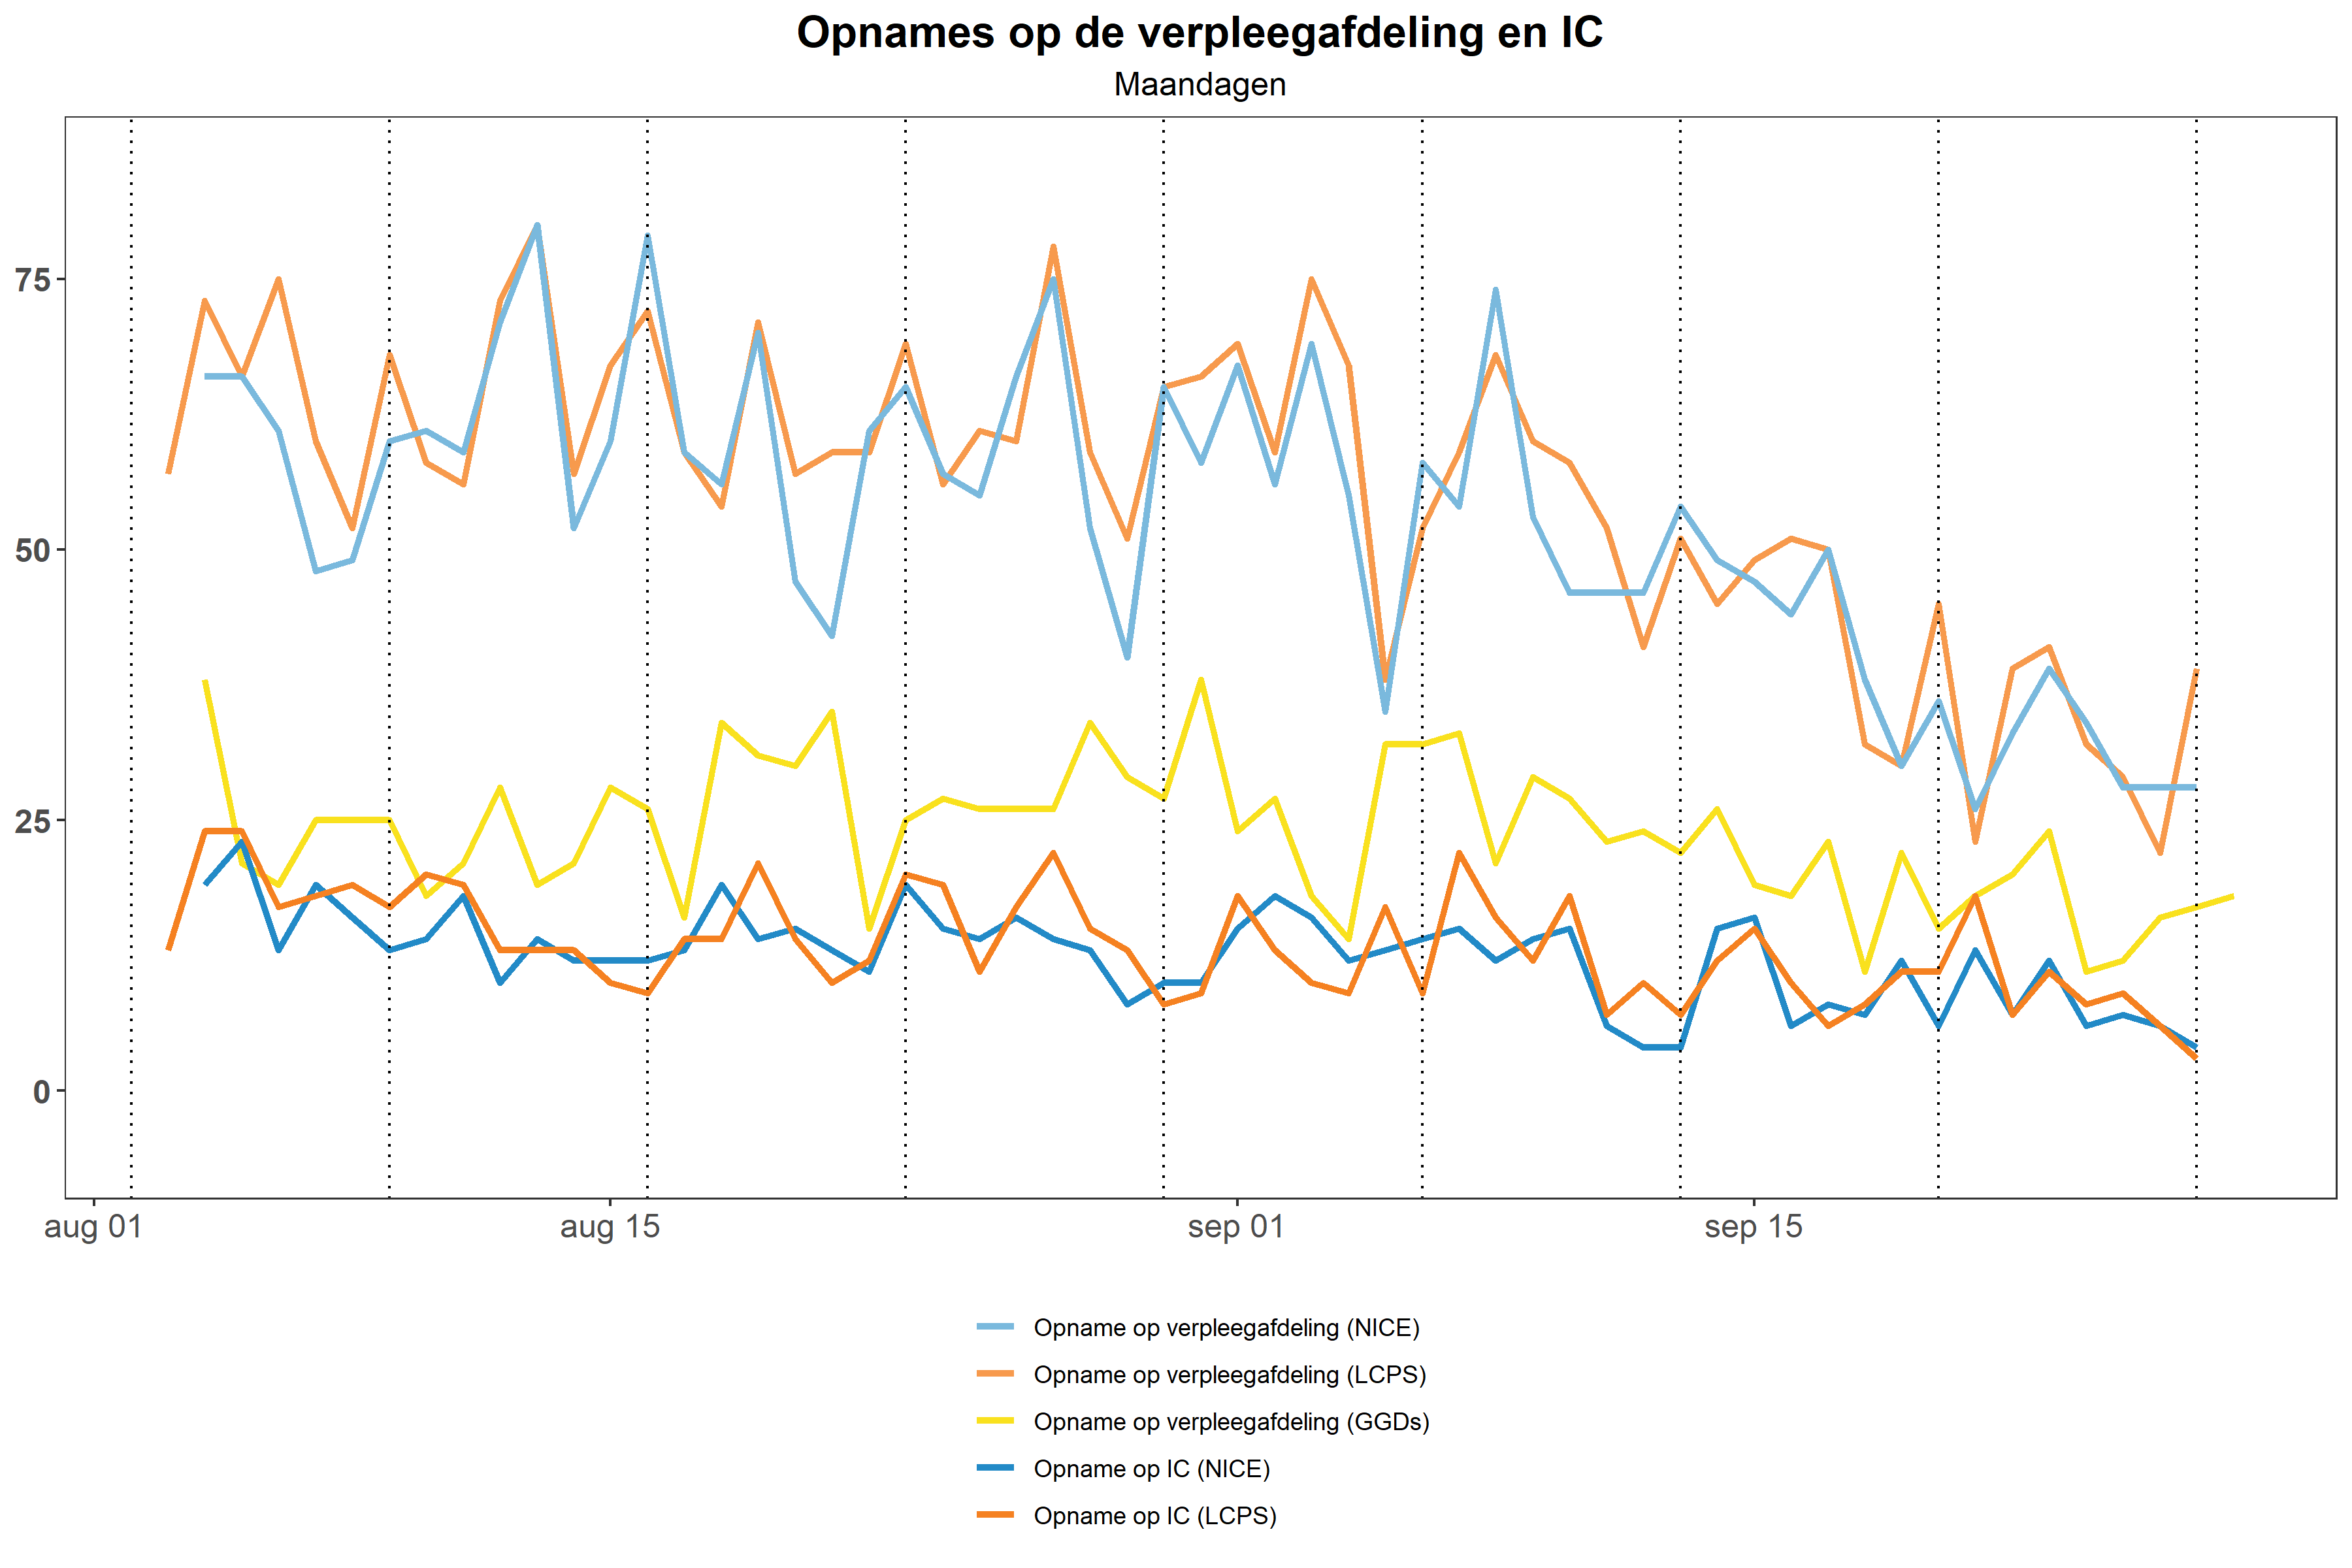 Opnames op de verpleegafdeling en IC
Maandagen
75
50
25
0
aug 01
aug 15
sep 01
sep 15
Opname op verpleegafdeling (NICE)
Opname op verpleegafdeling (LCPS)
Opname op verpleegafdeling (GGDs)
Opname op IC (NICE)
Opname op IC (LCPS)